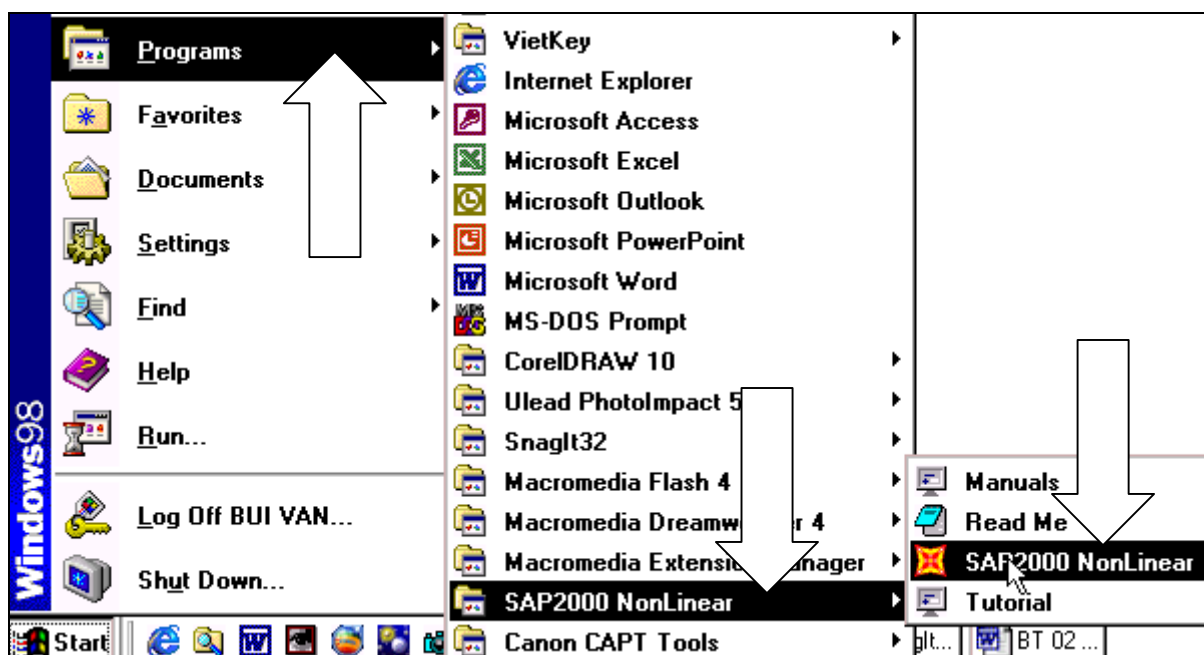 Windows98
Programs
Favorites
Documents
Settings
Find
Help
Run...
Log Off BUI VAN...
Shut Down...
Start
VietKey
Internet Explorer
Microsoft Access
Microsoft Excel
Microsoft Outlook
Microsoft PowerPoint
Microsoft Word
MS-DOS Prompt
CorelDRAW 10
Ulead PhotoImpact 5
SnagIt32
Macromedia Flash 4
Macromedia 4
Macromedia
SAP2000 NonLinear
Canon CAPT Tools
Manuals
Read Me
SAP2000 NonLinear
Tutorial
BT 02 ...